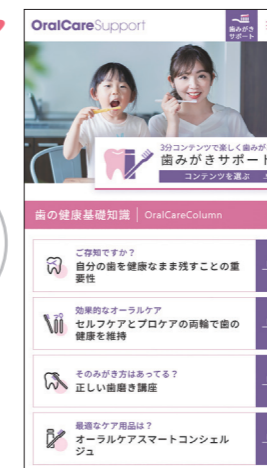 OralCareSupport
歯みがき
サポート
3分コンテンツで楽しく歯みが
歯みがきサポート
コンテンツを選ぶ
歯の健康基礎知識 | OralCareColumn
ご存知ですか？
自分の歯を健康なまま残すことの重
要性
効果的なオーラルケア
セルフケアとプロケアの両輪で歯の
健康を維持
そのみがき方はあってる？
正しい歯磨き講座
最適なケア用品は？
オーラルケアスマートコンシェル
ジュ